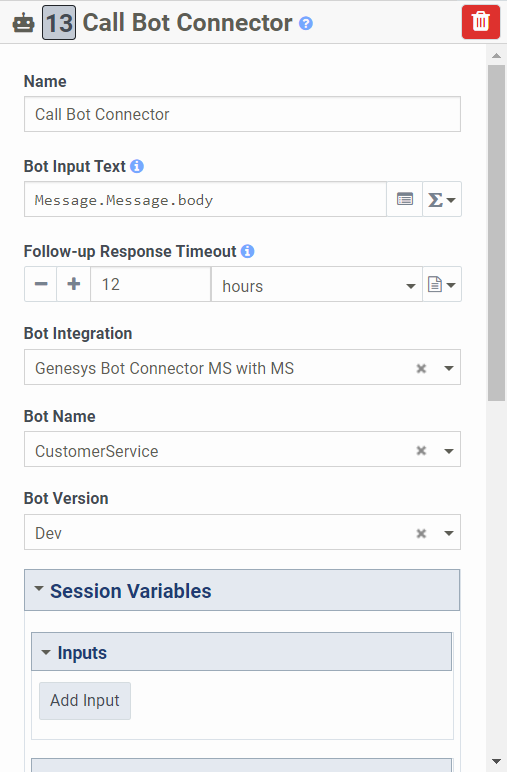 13 Call Bot Connector
Name
Call Bot Connector
Bot Input Text
Message.Message.body
Σ
Follow-up Response Timeout
12 hours
Bot Integration
Genesys Bot Connector MS with MS
Bot Name
CustomerService
Bot Version
Dev
Session Variables
Inputs
Add Input